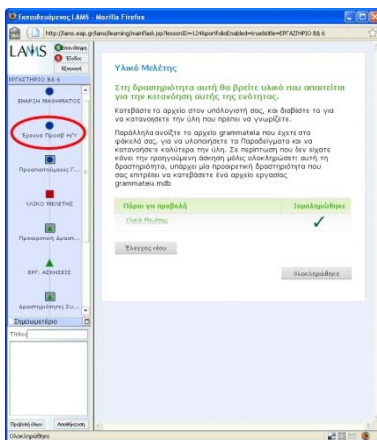 Εκπαιδευόμενος LAMS - Mozilla Firefox
http://lams.eap.gr/lams/learning/mainflash.jsp?lessonID=124&portfolioEnabled=true&title=ΕΡΓΑΣΤΗΡΙΟ 8Δ 6
LAMS
Επανάληψη
Έξοδος
Εξαγωγή
ΕΡΓΑΣΤΗΡΙΟ 8Δ 6
ΕΝΑΡΞΗ ΜΑΘΗΜΑΤΟΣ
Έρευνα Προσβ Η/Υ
Προαπαιτούμενες Γ...
ΥΛΙΚΟ ΜΕΛΕΤΗΣ
Προαιρετική Δραστ...
ΕΡΓ. ΑΣΚΗΣΕΙΣ
Δραστηριότητες Συ...
Σημειωματάριο
Τίτλος
Προβολή όλων
Αποθήκευση
Ολοκληρώθηκε
Υλικό Μελέτης
Στη δραστηριότητα αυτή θα βρείτε υλικό που απαιτείται
για την κατανόηση αυτής της ενότητας.
Κατεβάστε το αρχείο στον υπολογιστή σας, και διαβάστε το για
να κατανοήσετε την ύλη που πρέπει να γνωρίζετε.
Παράλληλα ανοίξτε το αρχείο grammateia που έχετε στο
φάκελό σας, για να υλοποιήσετε τα Παραδείγματα και να
κατανοήσετε καλύτερα την ύλη. Σε περίπτωση που δεν είχατε
κάνει την προηγούμενη άσκηση μόλις ολοκληρώσετε αυτή τη
δραστηριότητα, υπάρχει μία προαιρετική δραστηριότητα που
σας επιτρέπει να κατεβάσετε ένα αρχείο εργασίας
grammateia.mdb
Πόροι για προβολή
Συμπληρώθηκε
Υλικό Μελέτης
Έλεγχος νέου
Ολοκληρώθηκε